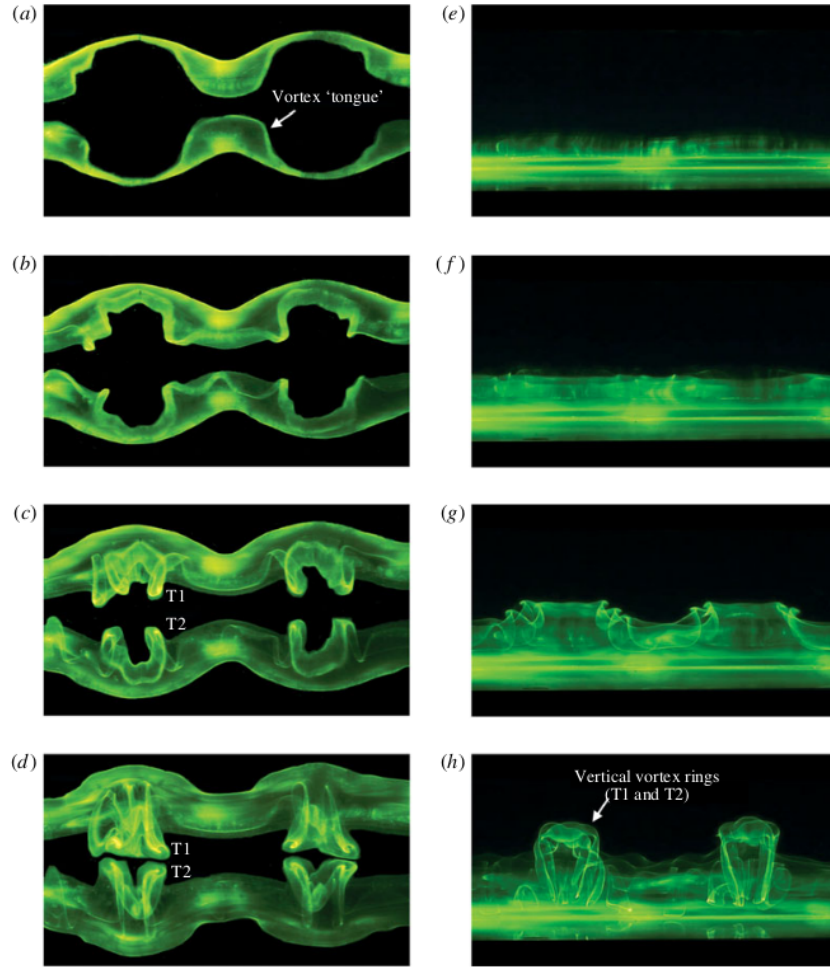 (a)
Vortex ‘tongue’
(e)
(b)
(f)
(c)
T1
T2
(g)
(d)
T1
T2
(h)
Vertical vortex rings
(T1 and T2)